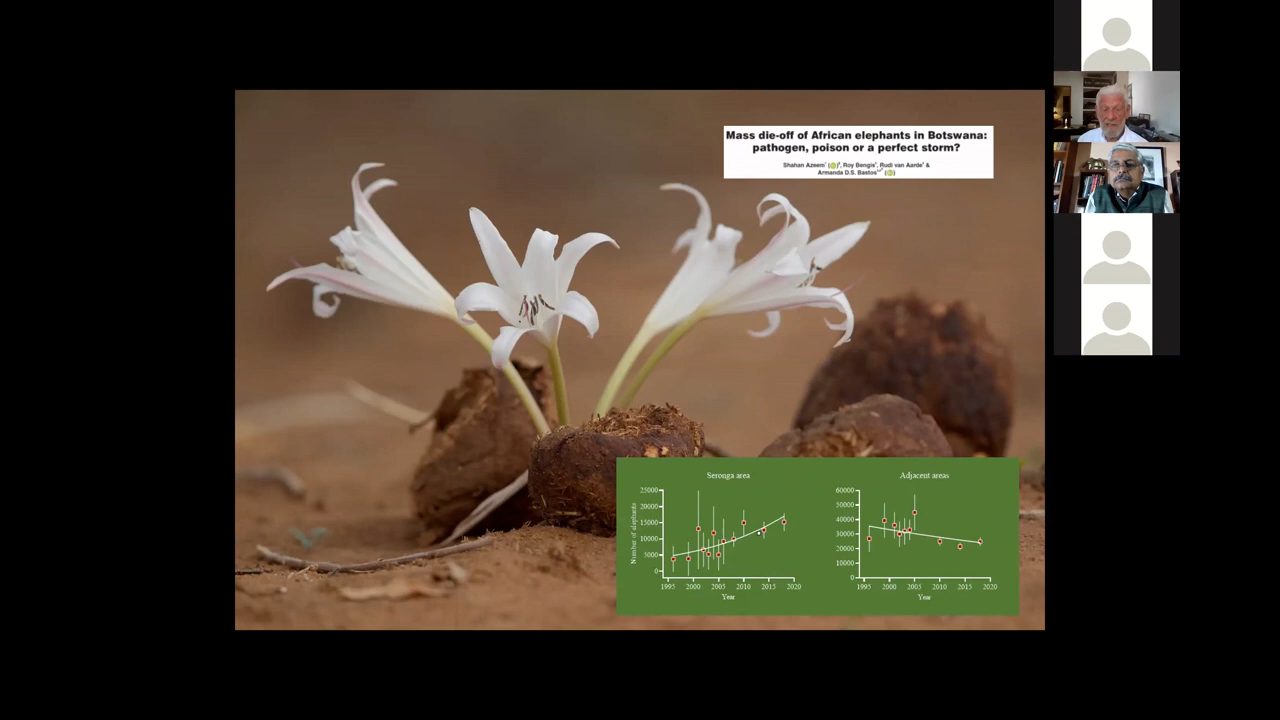 Mass die-off of African elephants in Botswana:
pathogen, poison or a perfect storm?
Shahan Azeem, Roy Bengis, Rudi van Aarde &
Armanda D.S. Bastos
Seronga area
Number of elephants
25000
20000
15000
10000
5000
0
1995 2000 2005 2010 2015 2020
Year
Adjacent areas
60000
50000
40000
30000
20000
10000
0
1995 2000 2005 2010 2015 2020
Year